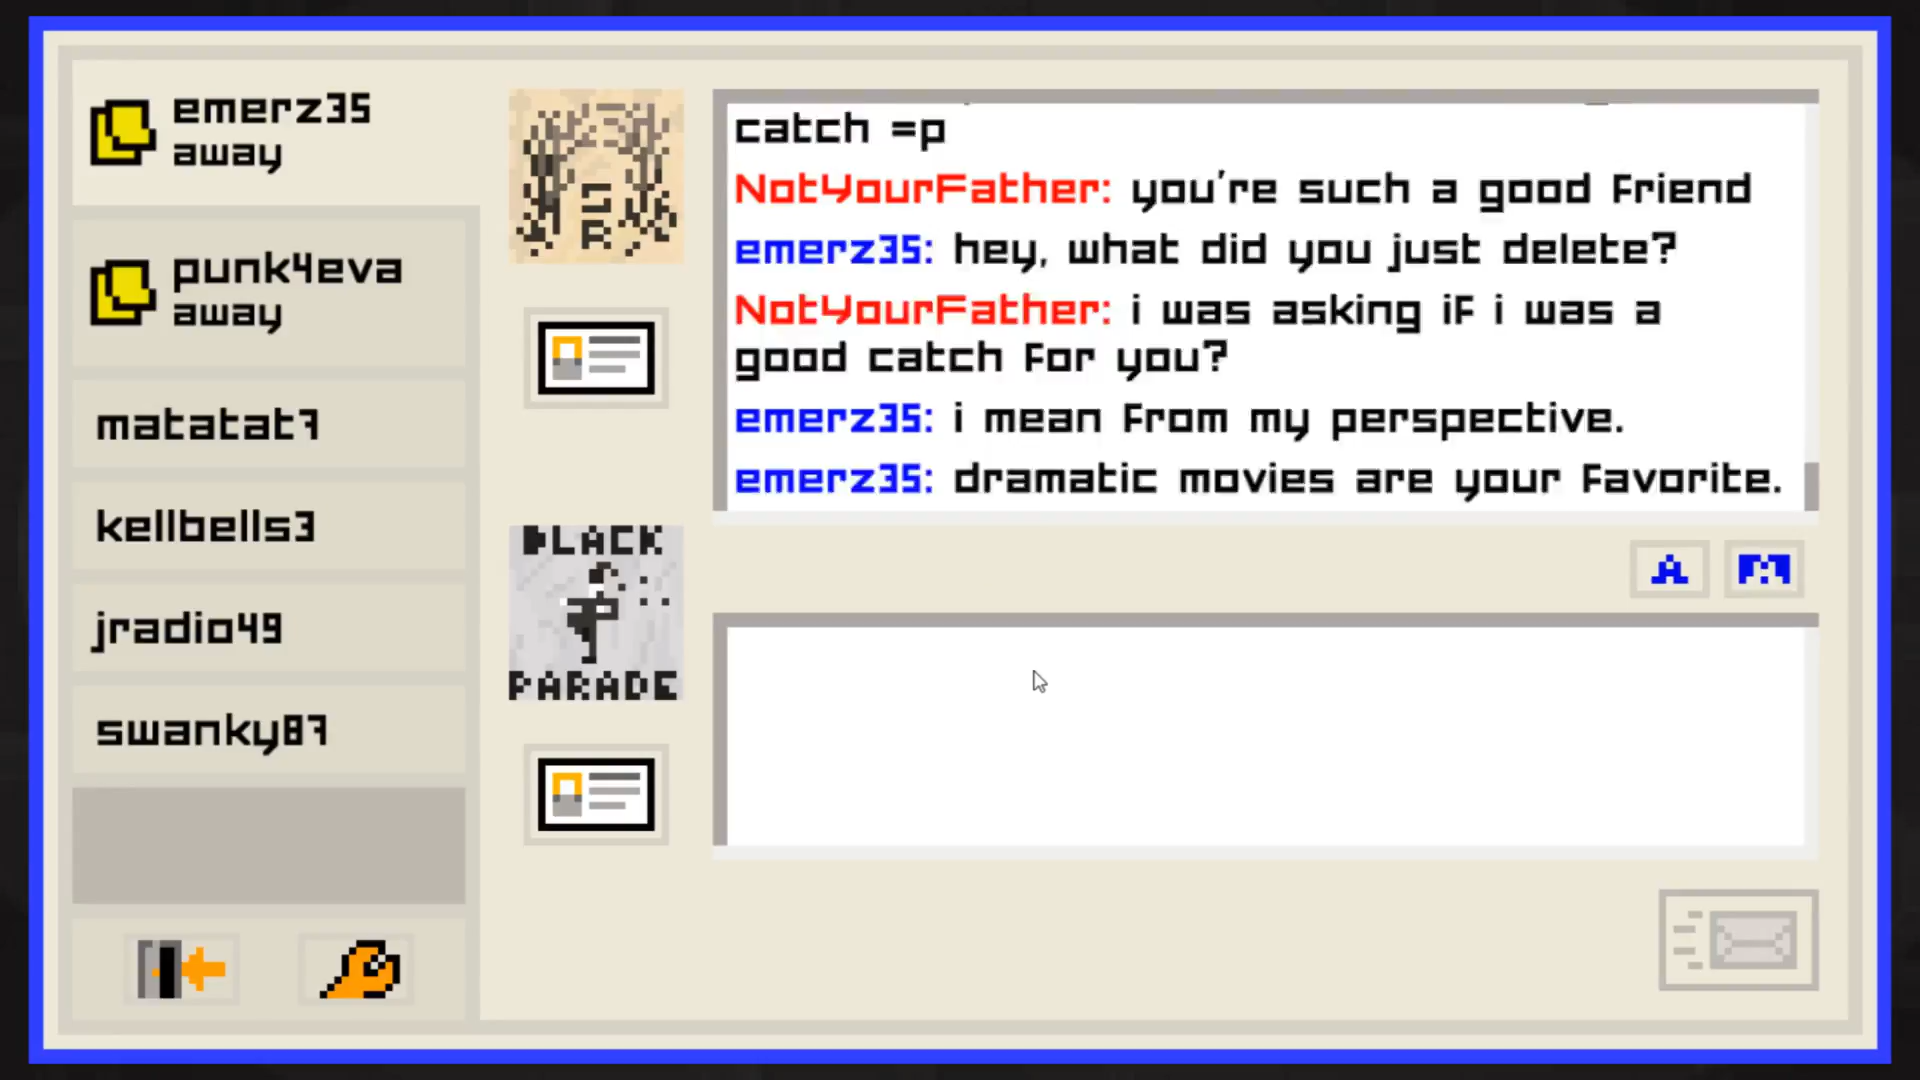 emerz35
away
punk4eva
away
matatat7
kellbells3
jradio49
swanky87
BLACK
PARADE
catch =p
NotYourFather: you're such a good friend
emerz35: hey, what did you just delete?
NotYourFather: i was asking if i was a
good catch for you?
emerz35: i mean from my perspective.
emerz35: dramatic movies are your favorite.
A